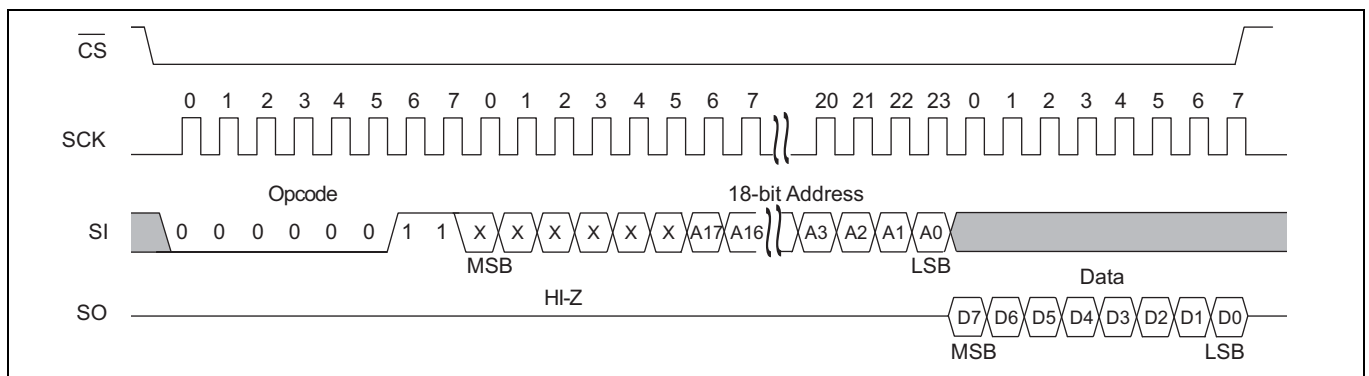 CS
0 1 2 3 4 5 6 7 0 1 2 3 4 5 6 7 20 21 22 23 0 1 2 3 4 5 6 7
SCK
Opcode 18-bit Address
SI 0 0 0 0 0 0 1 1 X X X X X X A17 A16 A3 A2 A1 A0
MSB LSB
Data
HI-Z
SO D7 D6 D5 D4 D3 D2 D1 D0
MSB LSB